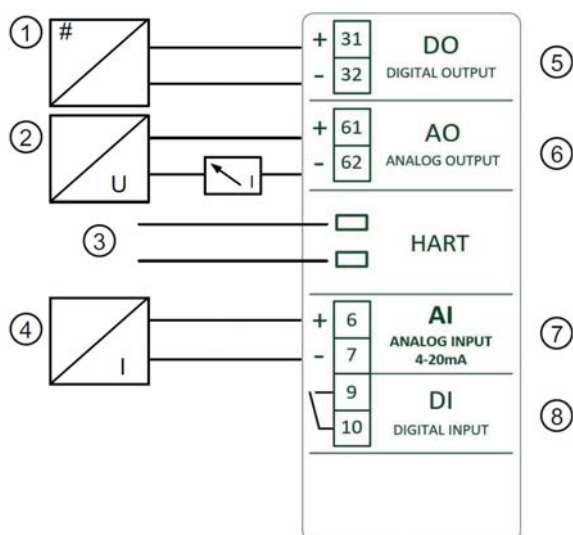 1
#
+ 31
- 32
DO
DIGITAL OUTPUT
5
2
U
I
+ 61
- 62
AO
ANALOG OUTPUT
6
3
HART
4
I
+ 6
- 7
AI
ANALOG INPUT
4-20mA
7
9
10
DI
DIGITAL INPUT
8